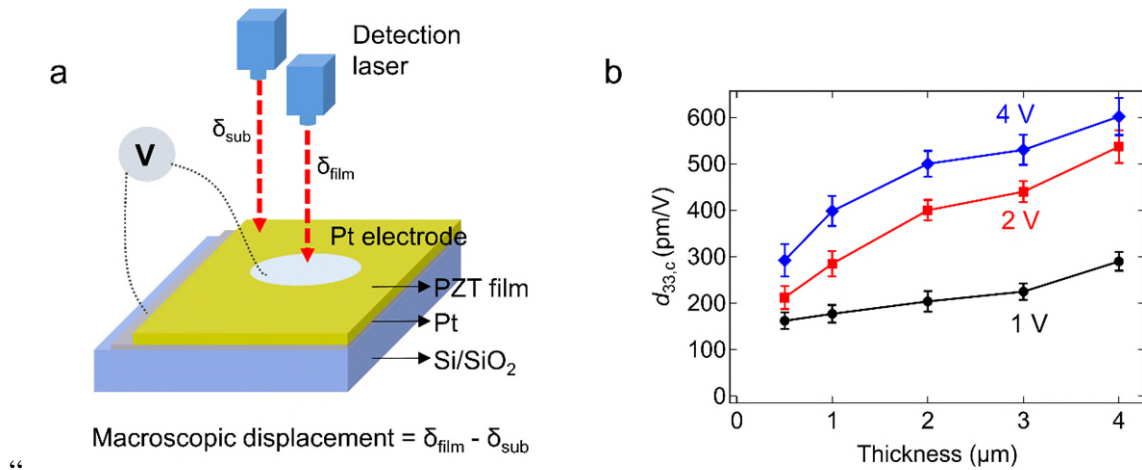 a
Detection
laser
δsub
δfilm
V
Pt electrode
PZT film
Pt
Si/SiO₂
Macroscopic displacement = δfilm - δsub
“
b
d33,c (pm/V)
600
500
400
300
200
100
0
4 V
2 V
1 V
0 1 2 3 4
Thickness (μm)